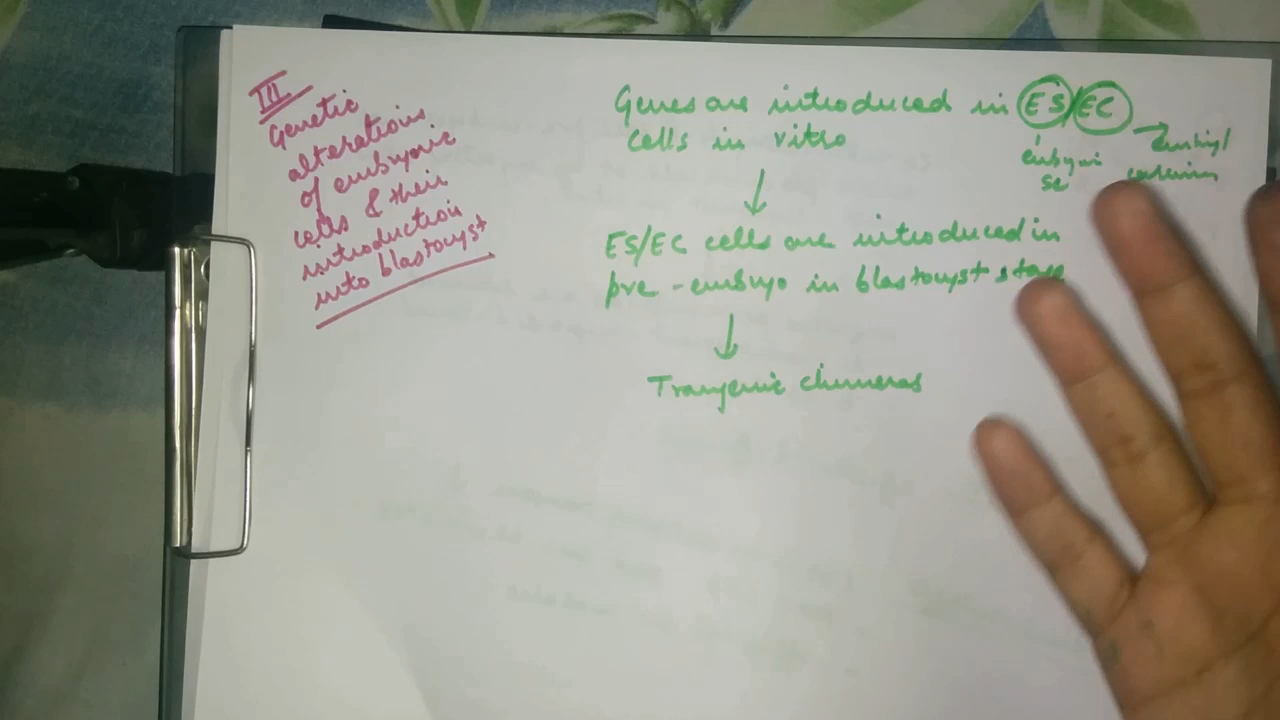 III.
Genetic
alterations
of embryonic
cells & their
introduction
into blastocyst
Genes are introduced in ES/EC
cells in vitro
ES/EC cells are introduced in
pre-embryo in blastocyst stage
Trangenic chimeras